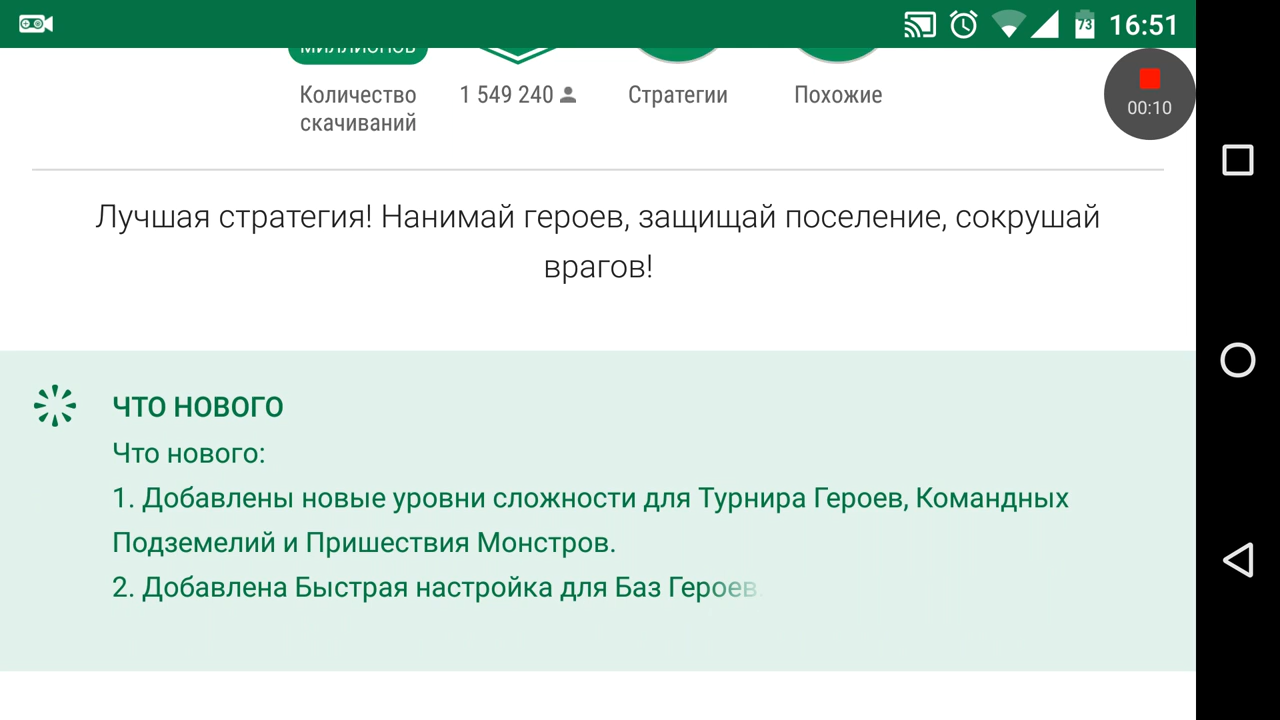 73
16:51
миллионов
00:10
Количество
скачиваний
1 549 240
Стратегии
Похожие
Лучшая стратегия! Нанимай героев, защищай поселение, сокрушай
врагов!
ЧТО НОВОГО
Что нового:
1. Добавлены новые уровни сложности для Турнира Героев, Командных
Подземелий и Пришествия Монстров.
2. Добавлена Быстрая настройка для Баз Героев.